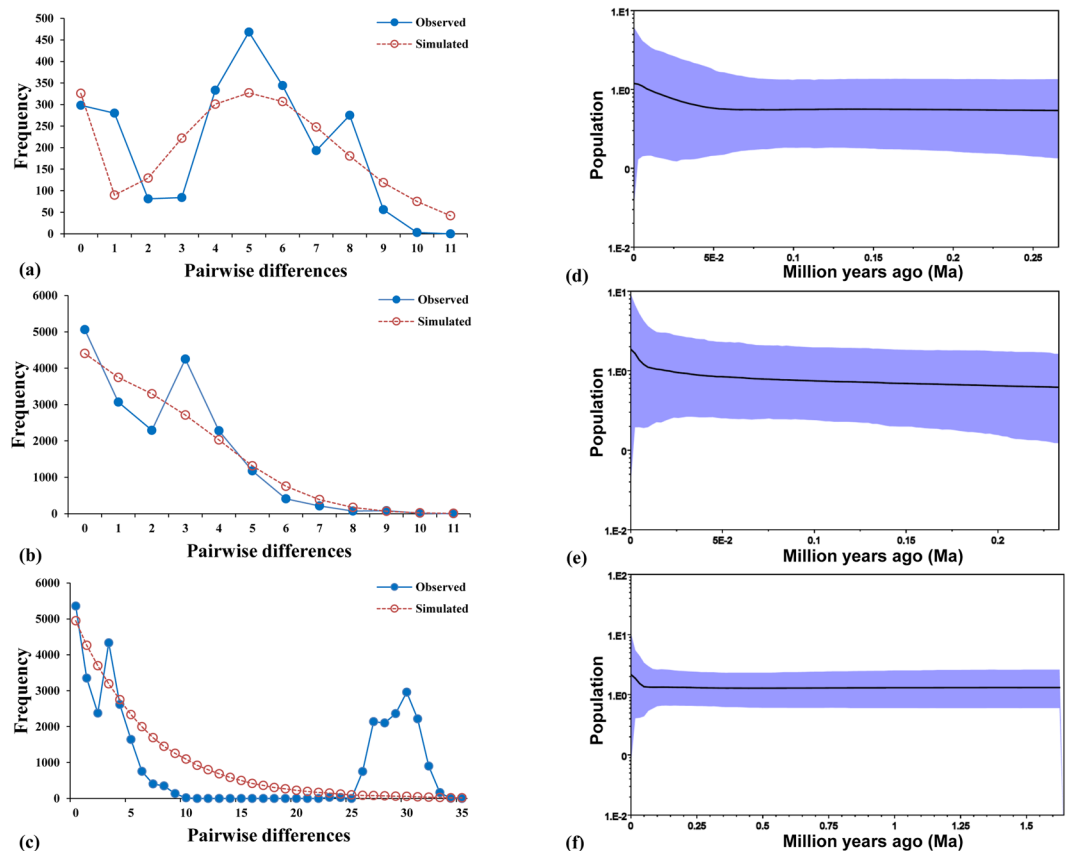 500
450
400
350
300
250
200
150
100
50
0
Frequency
Observed
Simulated
0 1 2 3 4 5 6 7 8 9 10 11
Pairwise differences
(a)
6000
5000
4000
3000
2000
1000
0
Frequency
Observed
Simulated
0 1 2 3 4 5 6 7 8 9 10 11
Pairwise differences
(b)
6000
5000
4000
3000
2000
1000
0
Frequency
Observed
Simulated
0 5 10 15 20 25 30 35
Pairwise differences
(c)
1.E1
1.E0
0
1.E-2
Population
0 5E-2 0.1 0.15 0.2 0.25
Million years ago (Ma)
(d)
1.E1
1.E0
0
1.E-2
Population
0 5E-2 0.1 0.15 0.2
Million years ago (Ma)
(e)
1.E2
1.E1
1.E0
0
1.E-2
Population
0 0.25 0.5 0.75 1 1.25 1.5
Million years ago (Ma)
(f)